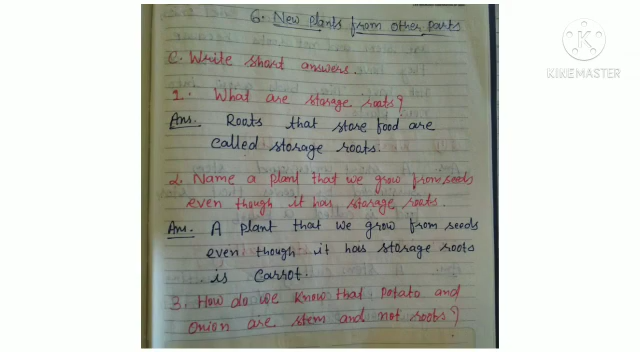 6. New plants from other parts
KINEMASTER
C. Write short answers.
1. What are storage roots?
Ans. Roots that store food are
called storage roots.
2. Name a plant that we grow from seeds
even though it has storage roots.
Ans. A plant that we grow from seeds
even though it has storage roots
is carrot.
3. How do we know that potato and
onion are stem and not roots?